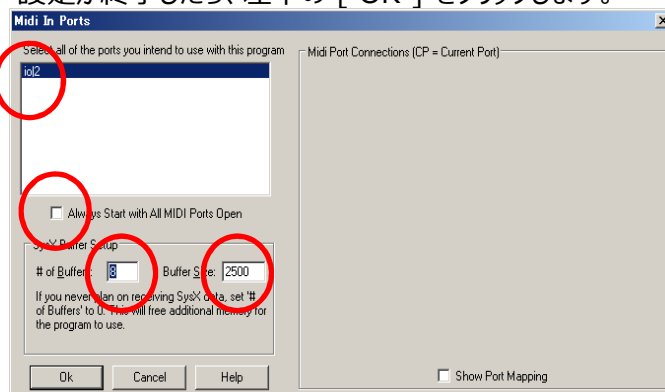 設定が終了したら、左下の [ OK ] をクリックします。
Midi In Ports
Select all of the ports you intend to use with this program
Midi Port Connections (CP = Current Port)
io|2
Always Start with All MIDI Ports Open
SysX Buffer Setup
# of Buffers: 8 Buffer Size: 2500
If you never plan on receiving SysX data, set '#
of Buffers' to 0. This will free additional memory for
the program to use.
Ok Cancel Help
Show Port Mapping